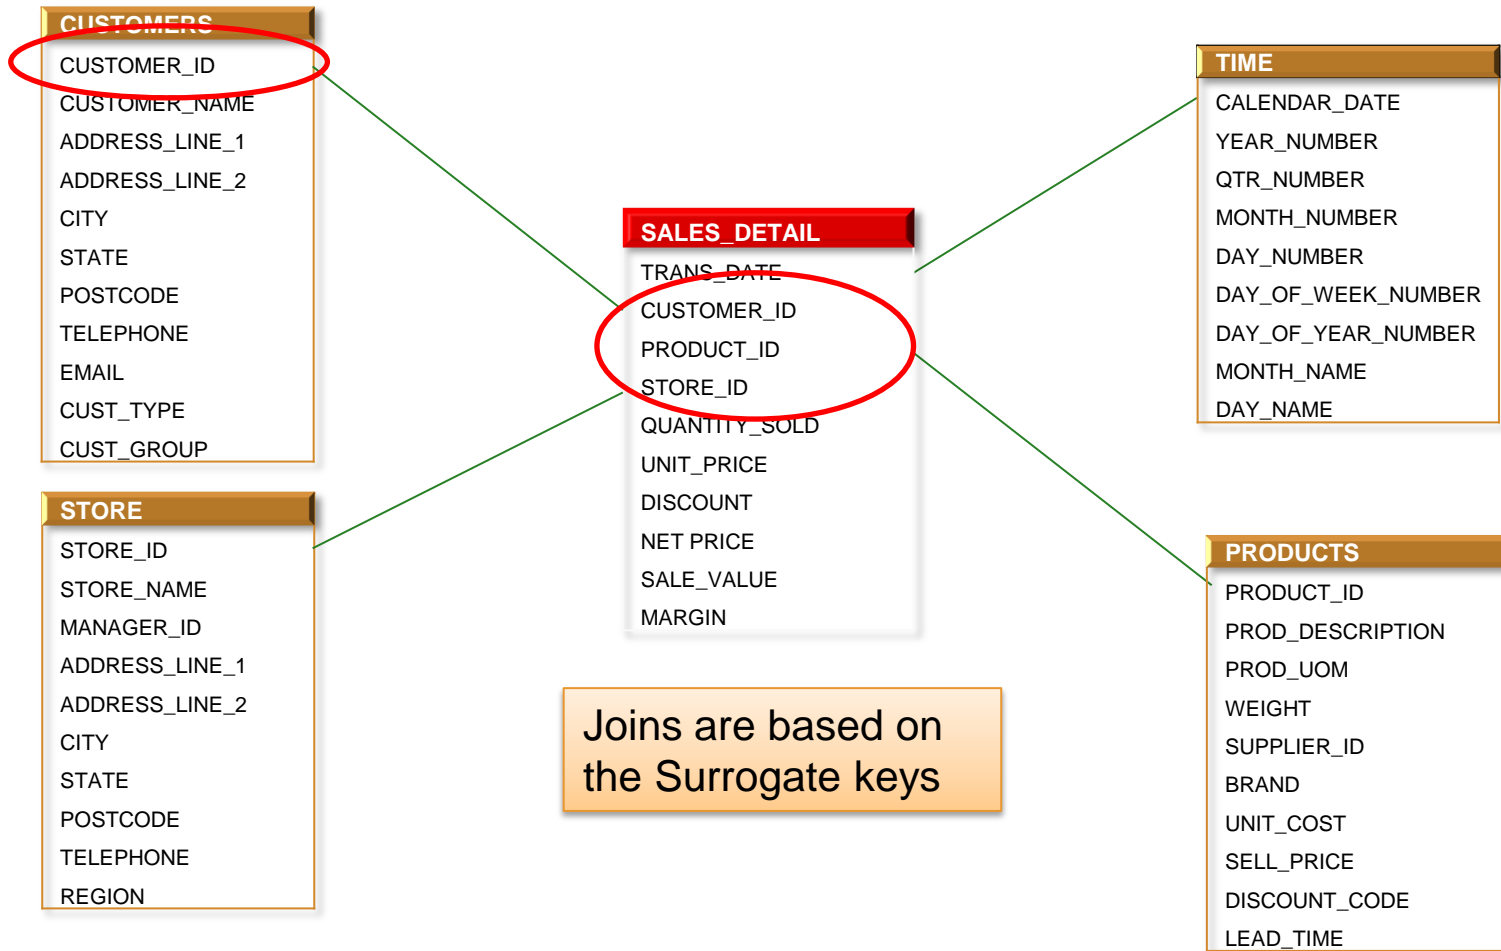 CUSTOMERS
CUSTOMER_ID
CUSTOMER_NAME
ADDRESS_LINE_1
ADDRESS_LINE_2
CITY
STATE
POSTCODE
TELEPHONE
EMAIL
CUST_TYPE
CUST_GROUP
STORE
STORE_ID
STORE_NAME
MANAGER_ID
ADDRESS_LINE_1
ADDRESS_LINE_2
CITY
STATE
POSTCODE
TELEPHONE
REGION
SALES_DETAIL
TRANS_DATE
CUSTOMER_ID
PRODUCT_ID
STORE_ID
QUANTITY_SOLD
UNIT_PRICE
DISCOUNT
NET PRICE
SALE_VALUE
MARGIN
Joins are based on
the Surrogate keys
TIME
CALENDAR_DATE
YEAR_NUMBER
QTR_NUMBER
MONTH_NUMBER
DAY_NUMBER
DAY_OF_WEEK_NUMBER
DAY_OF_YEAR_NUMBER
MONTH_NAME
DAY_NAME
PRODUCTS
PRODUCT_ID
PROD_DESCRIPTION
PROD_UOM
WEIGHT
SUPPLIER_ID
BRAND
UNIT_COST
SELL_PRICE
DISCOUNT_CODE
LEAD_TIME